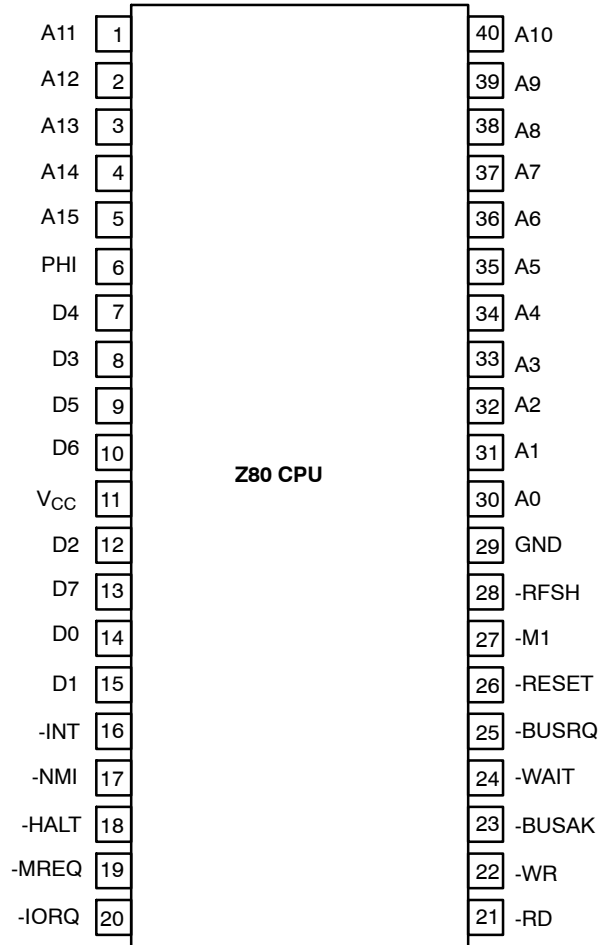 A11 1 40 A10
A12 2 39 A9
A13 3 38 A8
A14 4 37 A7
A15 5 36 A6
PHI 6 35 A5
D4 7 34 A4
D3 8 33 A3
D5 9 32 A2
D6 10 31 A1
Z80 CPU
VCC 11 30 A0
D2 12 29 GND
D7 13 28 -RFSH
D0 14 27 -M1
D1 15 26 -RESET
-INT 16 25 -BUSRQ
-NMI 17 24 -WAIT
-HALT 18 23 -BUSAK
-MREQ 19 22 -WR
-IORQ 20 21 -RD